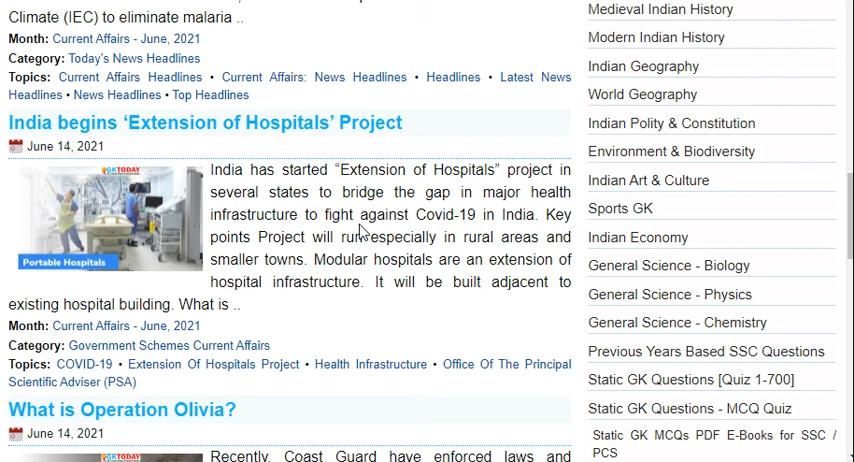 Climate (IEC) to eliminate malaria ..
Month: Current Affairs - June, 2021
Category: Today's News Headlines
Topics: Current Affairs Headlines • Current Affairs: News Headlines • Headlines • Latest News
Headlines • News Headlines • Top Headlines
India begins ‘Extension of Hospitals’ Project
June 14, 2021
GKTODAY
Portable Hospitals
India has started “Extension of Hospitals” project in
several states to bridge the gap in major health
infrastructure to fight against Covid-19 in India. Key
points Project will run especially in rural areas and
smaller towns. Modular hospitals are an extension of
hospital infrastructure. It will be built adjacent to
existing hospital building. What is ..
Month: Current Affairs - June, 2021
Category: Government Schemes Current Affairs
Topics: COVID-19 • Extension Of Hospitals Project • Health Infrastructure • Office Of The Principal
Scientific Adviser (PSA)
What is Operation Olivia?
June 14, 2021
GKTODAY
Recently, Coast Guard have enforced laws and
Medieval Indian History
Modern Indian History
Indian Geography
World Geography
Indian Polity & Constitution
Environment & Biodiversity
Indian Art & Culture
Sports GK
Indian Economy
General Science - Biology
General Science - Physics
General Science - Chemistry
Previous Years Based SSC Questions
Static GK Questions [Quiz 1-700]
Static GK Questions - MCQ Quiz
Static GK MCQs PDF E-Books for SSC /
PCS